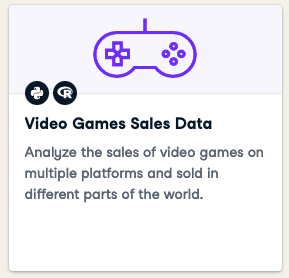 Video Games Sales Data
Analyze the sales of video games on
multiple platforms and sold in
different parts of the world.